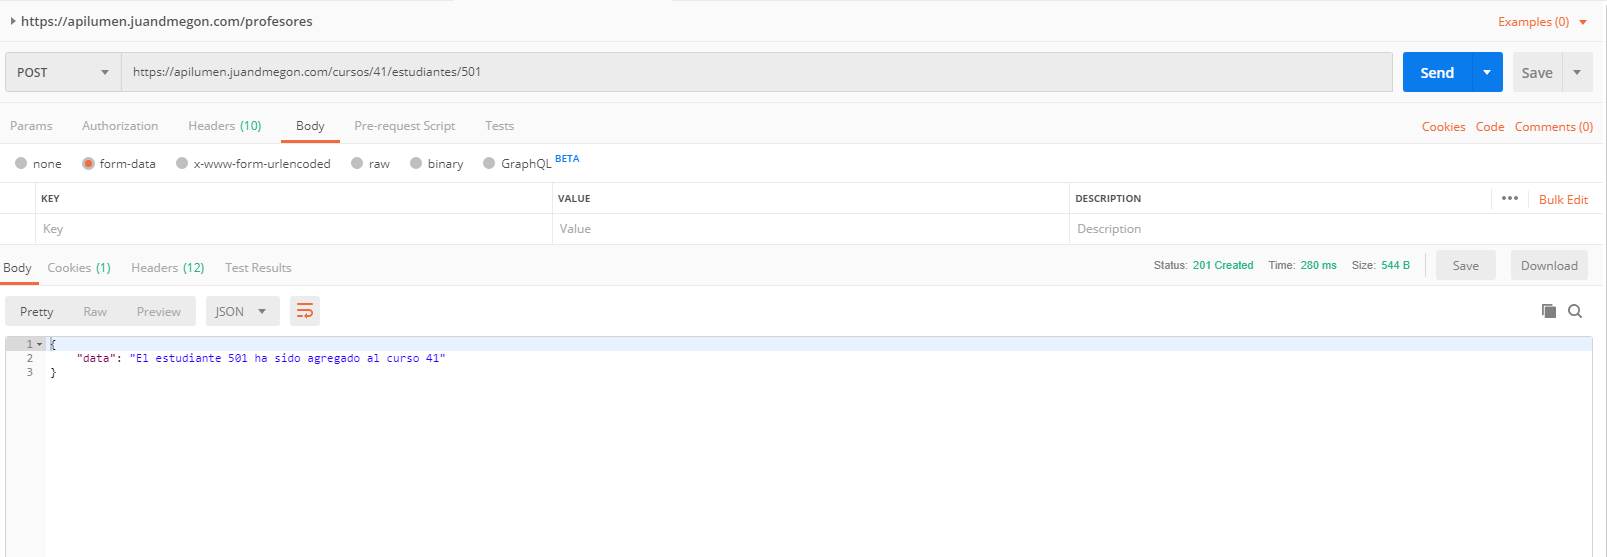 https://apilumen.juandmegon.com/profesores Examples (0)
POST https://apilumen.juandmegon.com/cursos/41/estudiantes/501 Send Save
Params Authorization Headers (10) Body Pre-request Script Tests Cookies Code Comments (0)
none form-data x-www-form-urlencoded raw binary GraphQL BETA
KEY VALUE DESCRIPTION ••• Bulk Edit
Key Value Description
Body Cookies (1) Headers (12) Test Results Status: 201 Created Time: 280 ms Size: 544 B Save Download
Pretty Raw Preview JSON
1 {
2 "data": "El estudiante 501 ha sido agregado al curso 41"
3 }